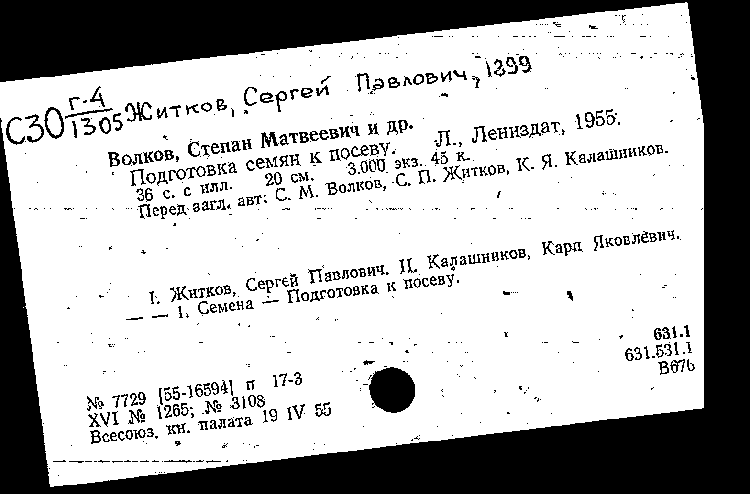 Г-4
С30 1305 Житков, Сергей Павлович, 1899
Волков, Степан Матвеевич и др.
Подготовка семян к посеву. Л., Лениздат, 1955.
36 с. с илл. 20 см. 3.000 экз. 45 к.
Перед загл. авт: С. М. Волков, С. П. Житков, К. Я. Калашников.
I. Житков, Сергей Павлович. II. Калашников, Карп Яковлевич.
— — 1. Семена — Подготовка к посеву.
631.1
631.531.1
В676
№ 7729 [55-16594] п 17-3
XVI № 1265; № 3108
Всесоюз. кн. палата 19 IV 55